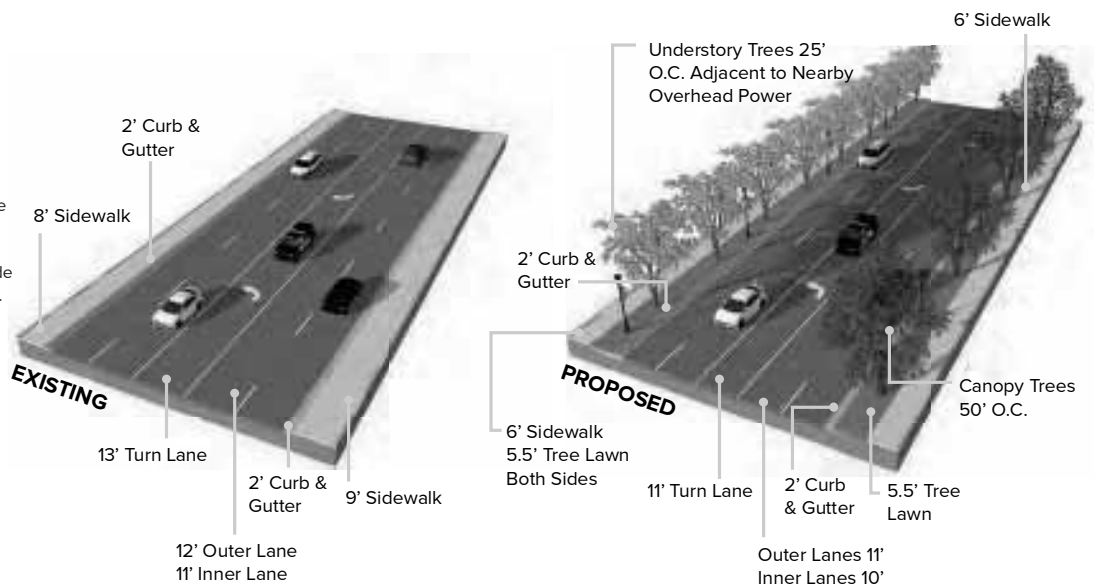 6’ Sidewalk
Understory Trees 25’
O.C. Adjacent to Nearby
Overhead Power
2’ Curb &
Gutter
8’ Sidewalk
2’ Curb &
Gutter
EXISTING
PROPOSED
Canopy Trees
50’ O.C.
6’ Sidewalk
5.5’ Tree Lawn
Both Sides
13’ Turn Lane
2’ Curb &
Gutter
9’ Sidewalk
11’ Turn Lane
2’ Curb
& Gutter
5.5’ Tree
Lawn
12’ Outer Lane
11’ Inner Lane
Outer Lanes 11’
Inner Lanes 10’